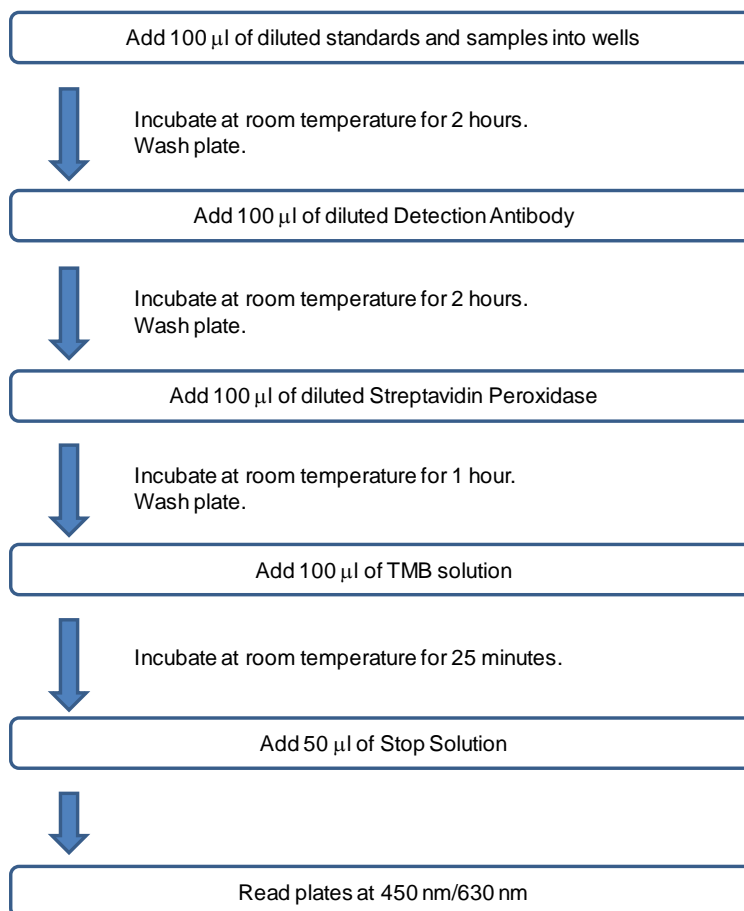 Add 100 μl of diluted standards and samples into wells
Incubate at room temperature for 2 hours.
Wash plate.
Add 100 μl of diluted Detection Antibody
Incubate at room temperature for 2 hours.
Wash plate.
Add 100 μl of diluted Streptavidin Peroxidase
Incubate at room temperature for 1 hour.
Wash plate.
Add 100 μl of TMB solution
Incubate at room temperature for 25 minutes.
Add 50 μl of Stop Solution
Read plates at 450 nm/630 nm